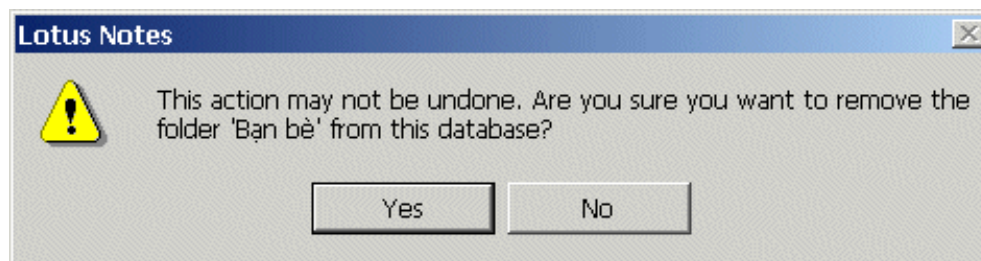 Lotus Notes
This action may not be undone. Are you sure you want to remove the
folder 'Bạn bè' from this database?
Yes
No